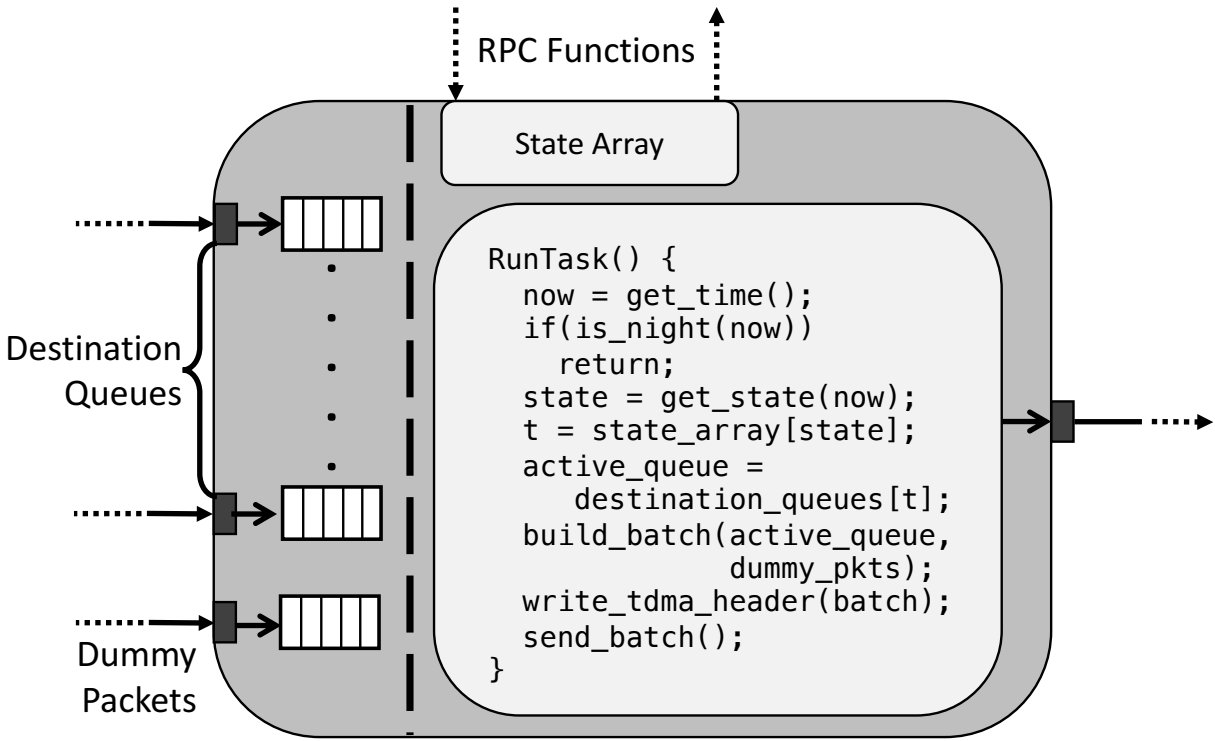 RPC Functions
State Array
Destination
Queues
Dummy
Packets
RunTask() {
now = get_time();
if(is_night(now))
return;
state = get_state(now);
t = state_array[state];
active_queue =
destination_queues[t];
build_batch(active_queue,
dummy_pkts);
write_tdma_header(batch);
send_batch();
}